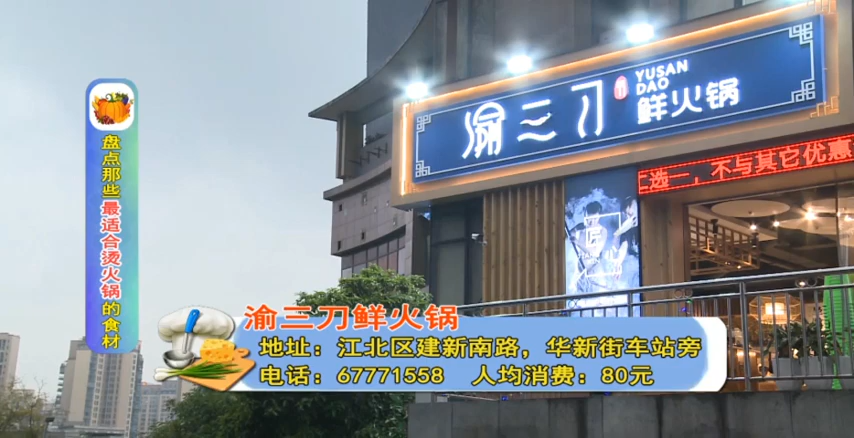 渝三刀
YUSAN
DAO
鲜火锅
二选一，不与其它优惠
盘点那些最适合烫火锅的食材
渝三刀鲜火锅
地址：江北区建新南路，华新街车站旁
电话：67771558 人均消费：80元